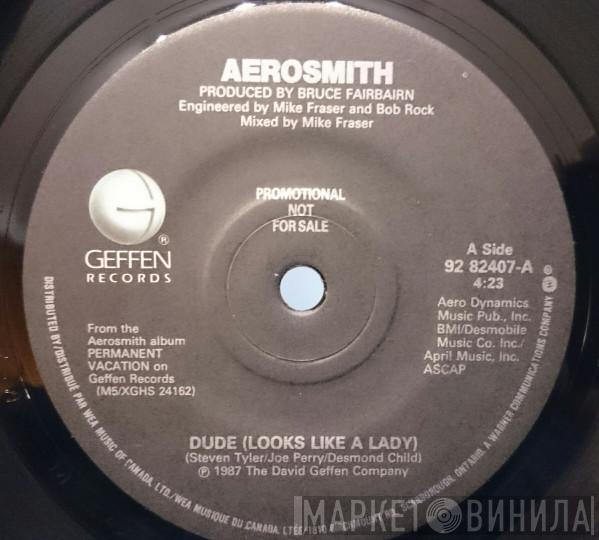 AEROSMITH
PRODUCED BY BRUCE FAIRBAIRN
Engineered by Mike Fraser and Bob Rock
Mixed by Mike Fraser
PROMOTIONAL
NOT
FOR SALE
G
®
GEFFEN
RECORDS
A Side
92 82407-A
4:23
Aero Dynamics
Music Pub., Inc.
BMI/Desmobile
Music Co. Inc./
April Music, Inc.
ASCAP
From the
Aerosmith album
PERMANENT
VACATION on
Geffen Records
(M5/XGHS 24162)
DUDE (LOOKS LIKE A LADY)
(Steven Tyler/Joe Perry/Desmond Child)
℗ 1987 The David Geffen Company
DISTRIBUTED BY/DISTRIBUÉ PAR WEA MUSIC OF CANADA, LTD./WEA MUSIQUE DU CANADA, LTEE/1810 SCARBOROUGH, ONTARIO. A WARNER COMMUNICATIONS COMPANY
МАРКЕТ ВИНИЛА